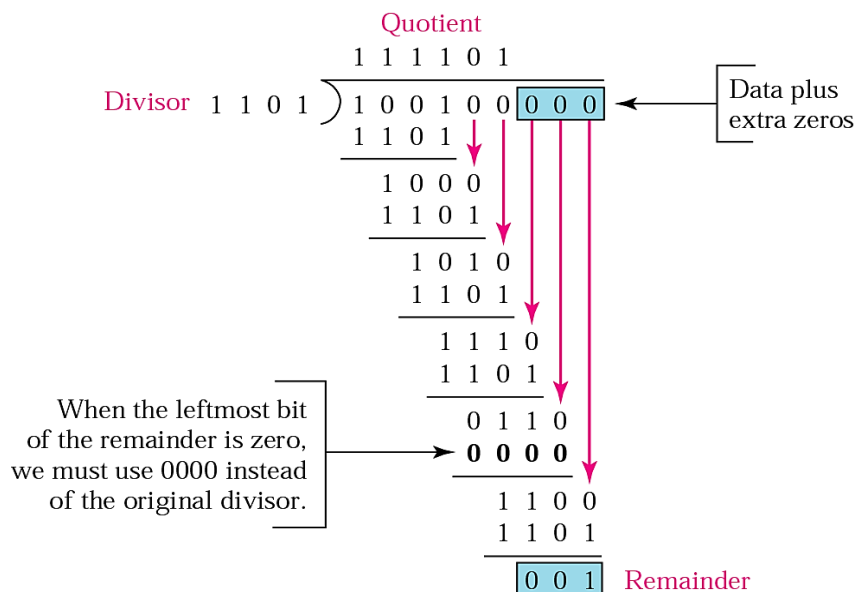 Quotient
1 1 1 1 0 1
Divisor 1 1 0 1 1 0 0 1 0 0 0 0 0
Data plus
extra zeros
1 1 0 1
1 0 0 0
1 1 0 1
1 0 1 0
1 1 0 1
1 1 1 0
1 1 0 1
When the leftmost bit
of the remainder is zero,
we must use 0000 instead
of the original divisor.
0 1 1 0
0 0 0 0
1 1 0 0
1 1 0 1
0 0 1 Remainder